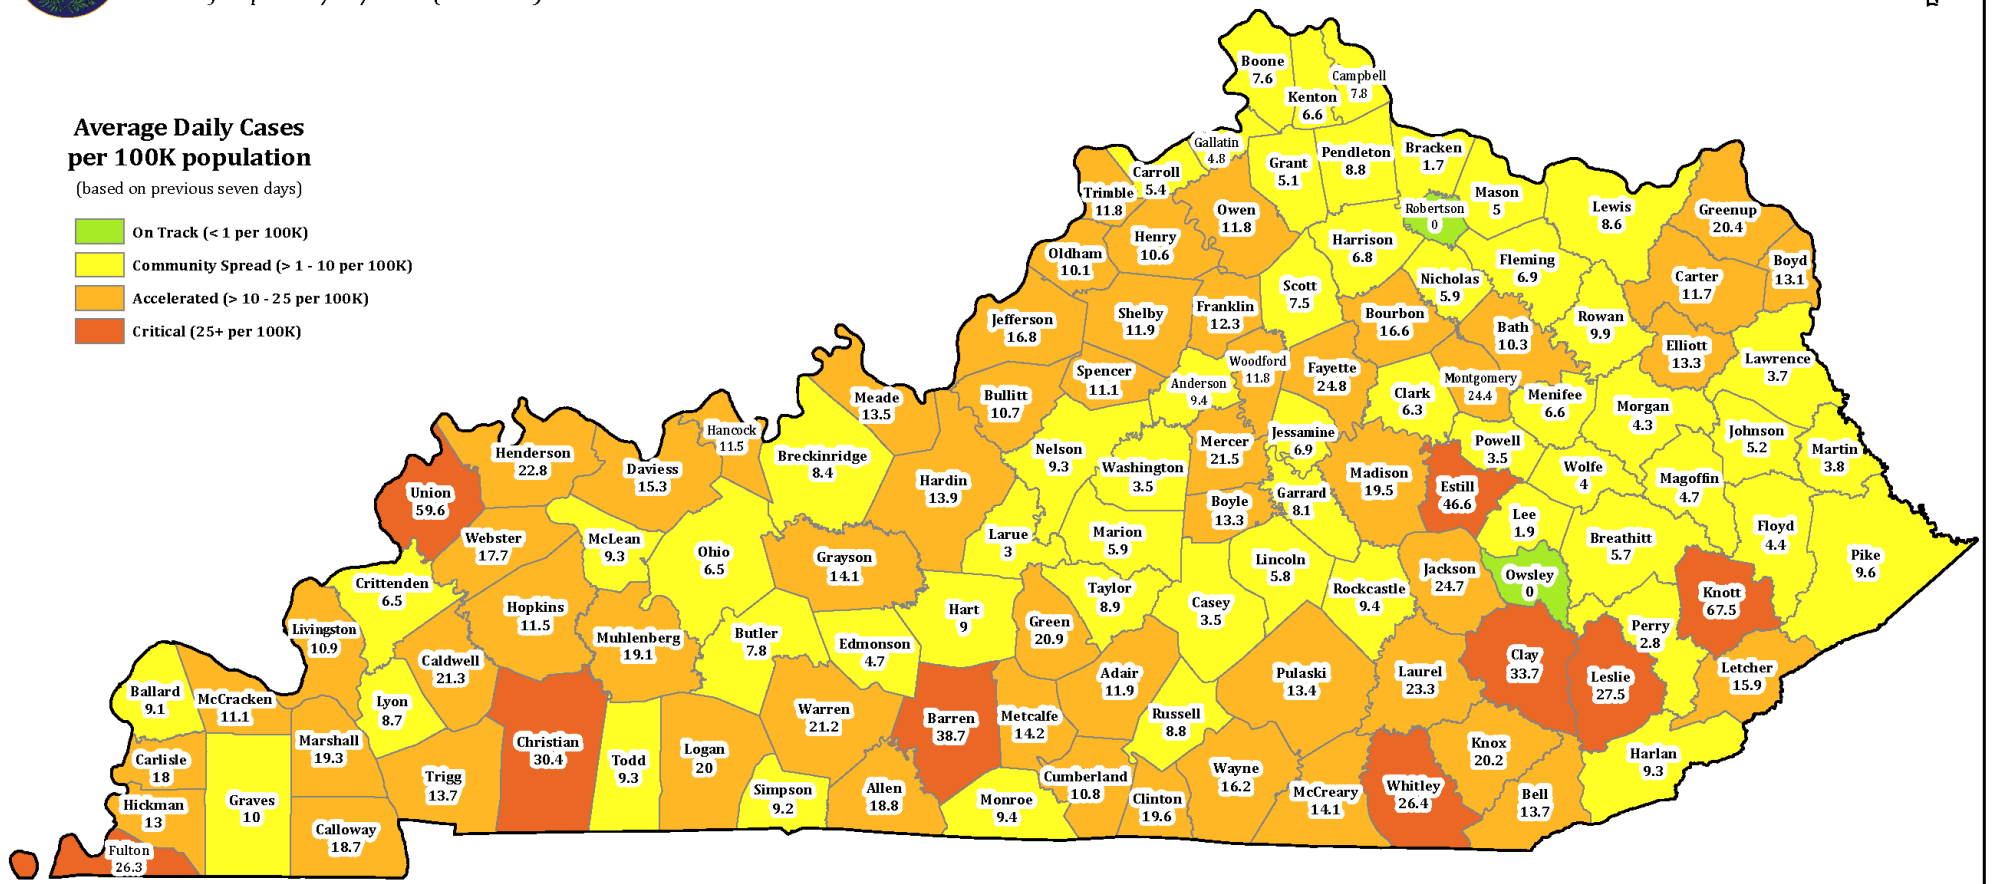 Average Daily Cases
per 100K population
(based on previous seven days)
On Track (< 1 per 100K)
Community Spread (> 1 - 10 per 100K)
Accelerated (> 10 - 25 per 100K)
Critical (25+ per 100K)
Boone
7.6
Campbell
7.8
Kenton
6.6
Gallatin
4.8
Grant
5.1
Pendleton
8.8
Bracken
1.7
Carroll
5.4
Trimble
11.8
Owen
11.8
Mason
5
Robertson
0
Lewis
8.6
Greenup
20.4
Henry
10.6
Oldham
10.1
Harrison
6.8
Nicholas
5.9
Fleming
6.9
Boyd
13.1
Carter
11.7
Scott
7.5
Franklin
12.3
Shelby
11.9
Jefferson
16.8
Bourbon
16.6
Bath
10.3
Rowan
9.9
Elliott
13.3
Lawrence
3.7
Woodford
11.8
Fayette
24.8
Montgomery
24.4
Spencer
11.1
Anderson
9.4
Clark
6.3
Menifee
6.6
Morgan
4.3
Meade
13.5
Bullitt
10.7
Hancock
11.5
Breckinridge
8.4
Henderson
22.8
Daviess
15.3
Nelson
9.3
Washington
3.5
Mercer
21.5
Jessamine
6.9
Powell
3.5
Johnson
5.2
Martin
3.8
Union
59.6
Hardin
13.9
Boyle
13.3
Garrard
8.1
Madison
19.5
Estill
46.6
Wolfe
4
Magoffin
4.7
Webster
17.7
McLean
9.3
Ohio
6.5
Grayson
14.1
Larue
3
Marion
5.9
Lee
1.9
Breathitt
5.7
Floyd
4.4
Pike
9.6
Crittenden
6.5
Lincoln
5.8
Rockcastle
9.4
Jackson
24.7
Owsley
0
Knott
67.5
Hopkins
11.5
Hart
9
Taylor
8.9
Casey
3.5
Perry
2.8
Livingston
10.9
Muhlenberg
19.1
Butler
7.8
Edmonson
4.7
Green
20.9
Caldwell
21.3
Adair
11.9
Pulaski
13.4
Laurel
23.3
Clay
33.7
Leslie
27.5
Letcher
15.9
Ballard
9.1
McCracken
11.1
Lyon
8.7
Warren
21.2
Barren
38.7
Metcalfe
14.2
Russell
8.8
Carlisle
18
Marshall
19.3
Christian
30.4
Todd
9.3
Logan
20
Knox
20.2
Harlan
9.3
Trigg
13.7
Simpson
9.2
Allen
18.8
Monroe
9.4
Cumberland
10.8
Clinton
19.6
Wayne
16.2
McCreary
14.1
Whitley
26.4
Bell
13.7
Hickman
13
Graves
10
Calloway
18.7
Fulton
26.3